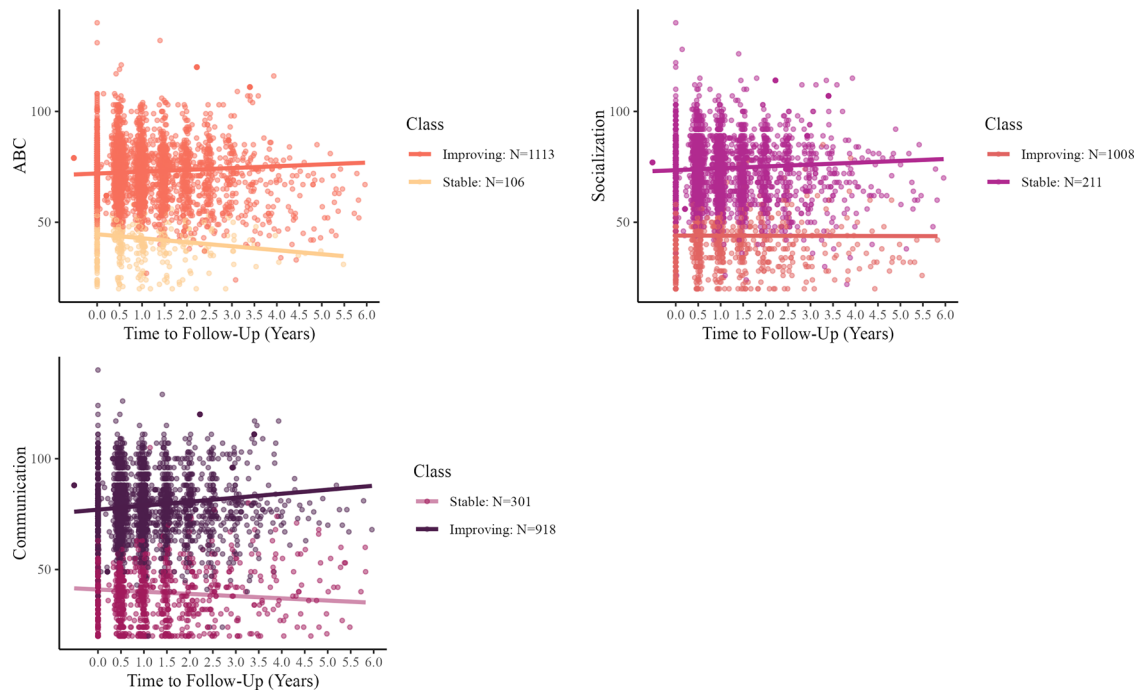 ABC
100
50
0.0 0.5 1.0 1.5 2.0 2.5 3.0 3.5 4.0 4.5 5.0 5.5 6.0
Time to Follow-Up (Years)
Class
Improving: N=1113
Stable: N=106
Socialization
100
50
0.0 0.5 1.0 1.5 2.0 2.5 3.0 3.5 4.0 4.5 5.0 5.5 6.0
Time to Follow-Up (Years)
Class
Improving: N=1008
Stable: N=211
Communication
100
50
0.0 0.5 1.0 1.5 2.0 2.5 3.0 3.5 4.0 4.5 5.0 5.5 6.0
Time to Follow-Up (Years)
Class
Stable: N=301
Improving: N=918